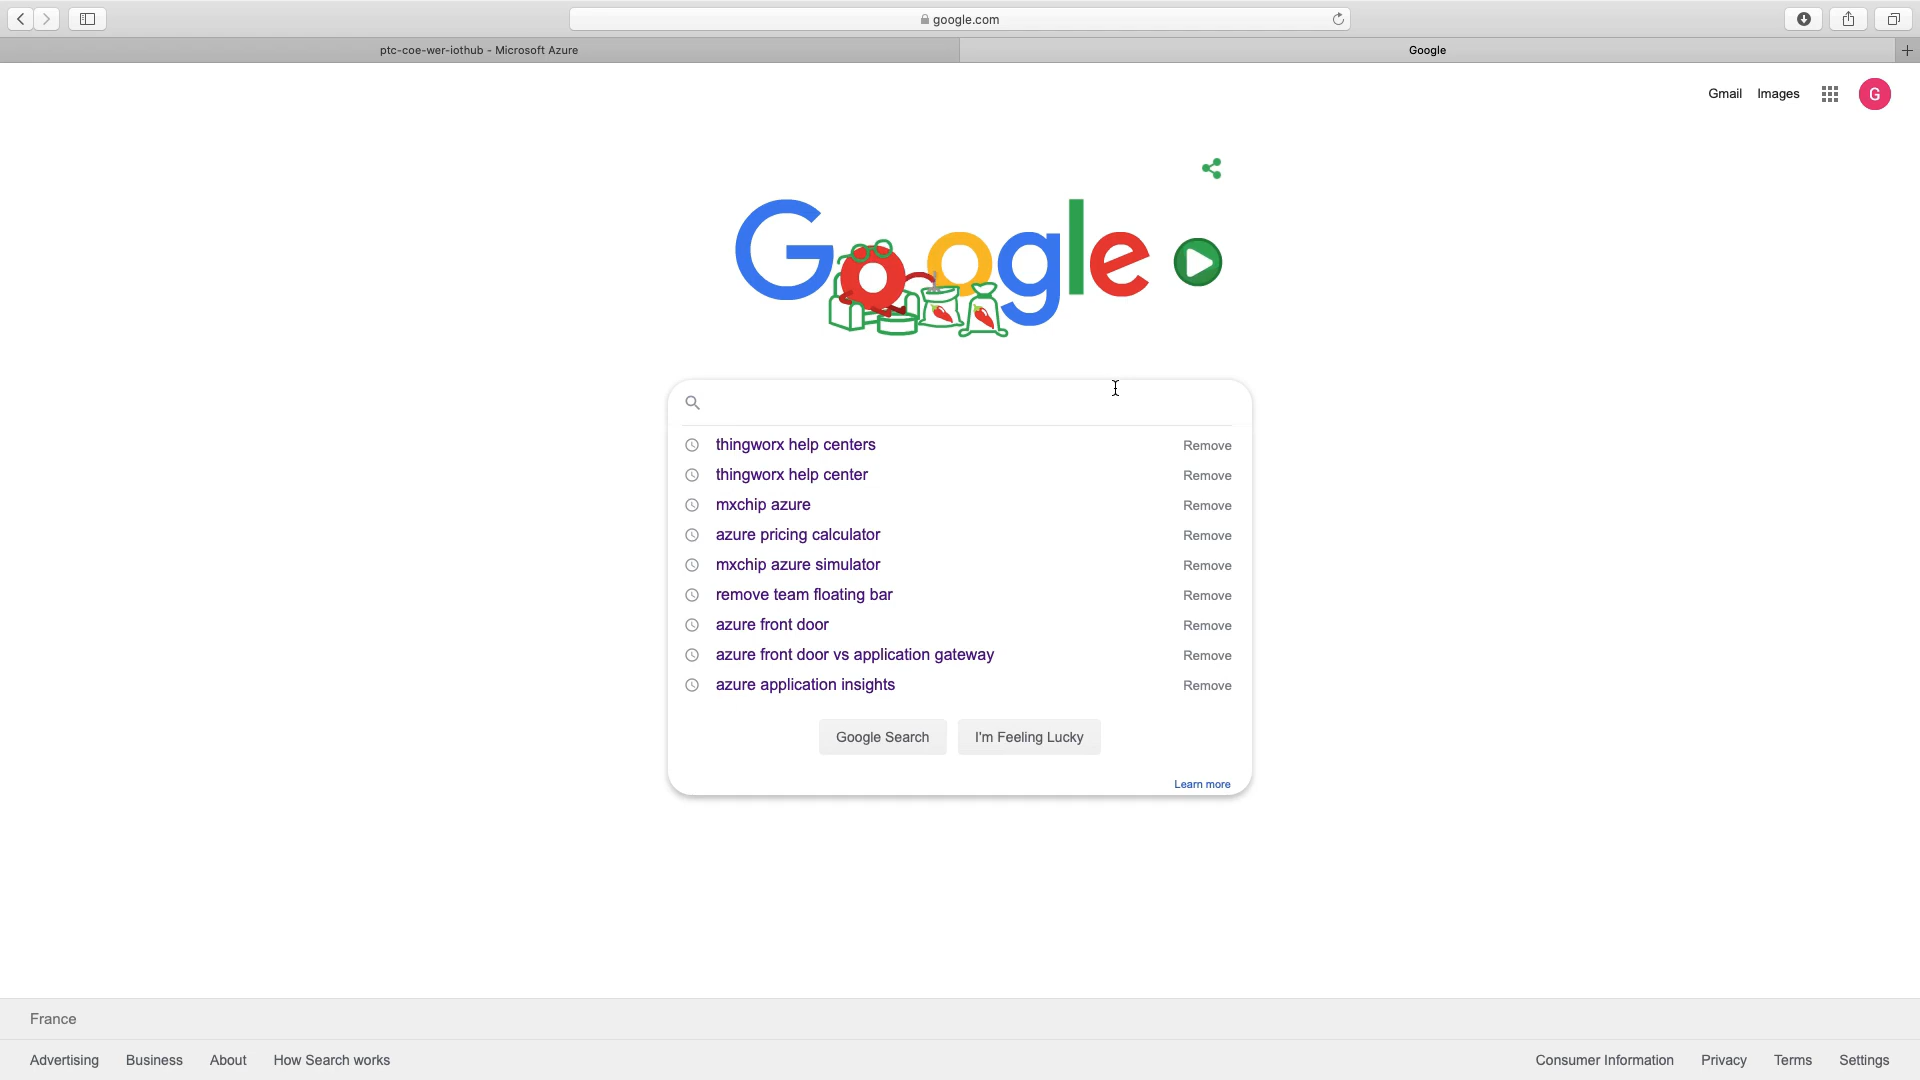 google.com
ptc-coe-wer-iothub - Microsoft Azure
Google
Gmail
Images
G
Google
thingworx help centers
Remove
thingworx help center
Remove
mxchip azure
Remove
azure pricing calculator
Remove
mxchip azure simulator
Remove
remove team floating bar
Remove
azure front door
Remove
azure front door vs application gateway
Remove
azure application insights
Remove
Google Search
I'm Feeling Lucky
Learn more
France
Advertising
Business
About
How Search works
Consumer Information
Privacy
Terms
Settings